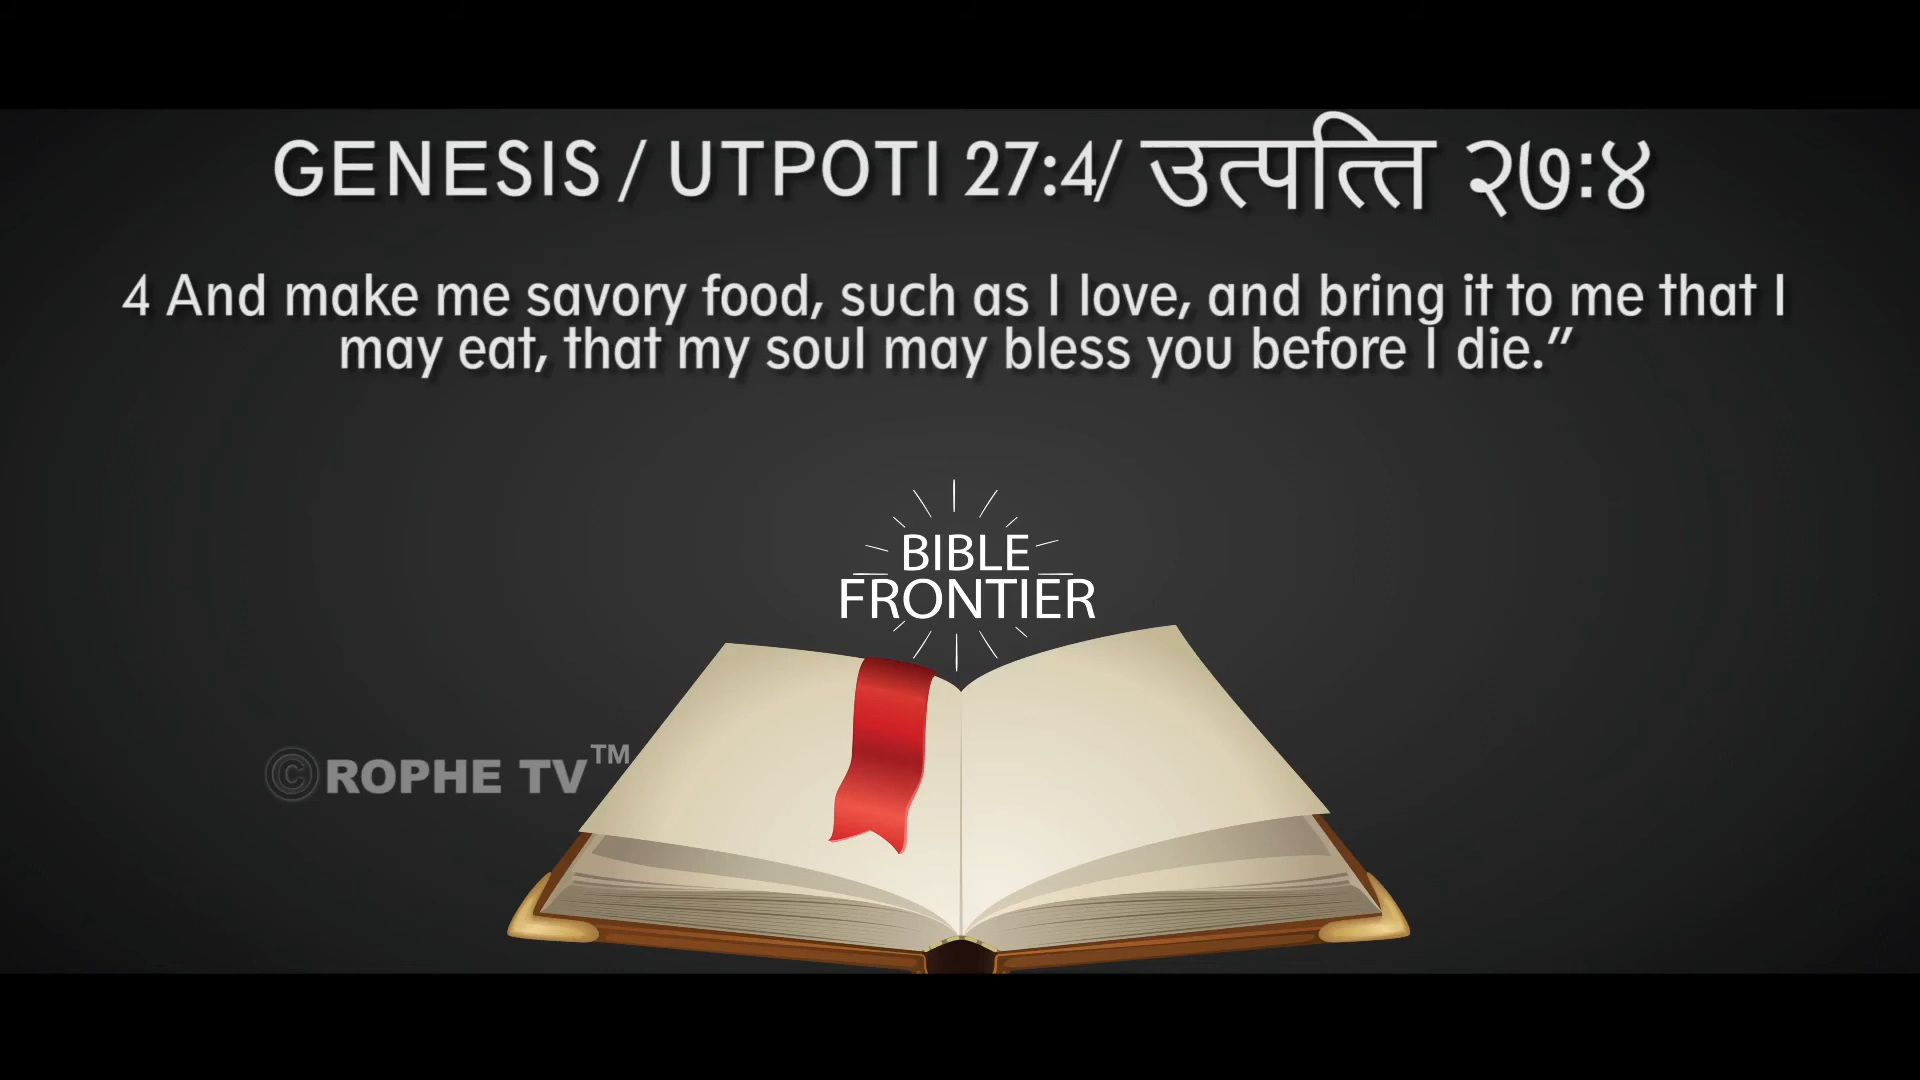 GENESIS / UTPOTI 27:4/ उत्पत्ति २७:४
4 And make me savory food, such as I love, and bring it to me that I
may eat, that my soul may bless you before I die.”
BIBLE
FRONTIER
©ROPHE TV™